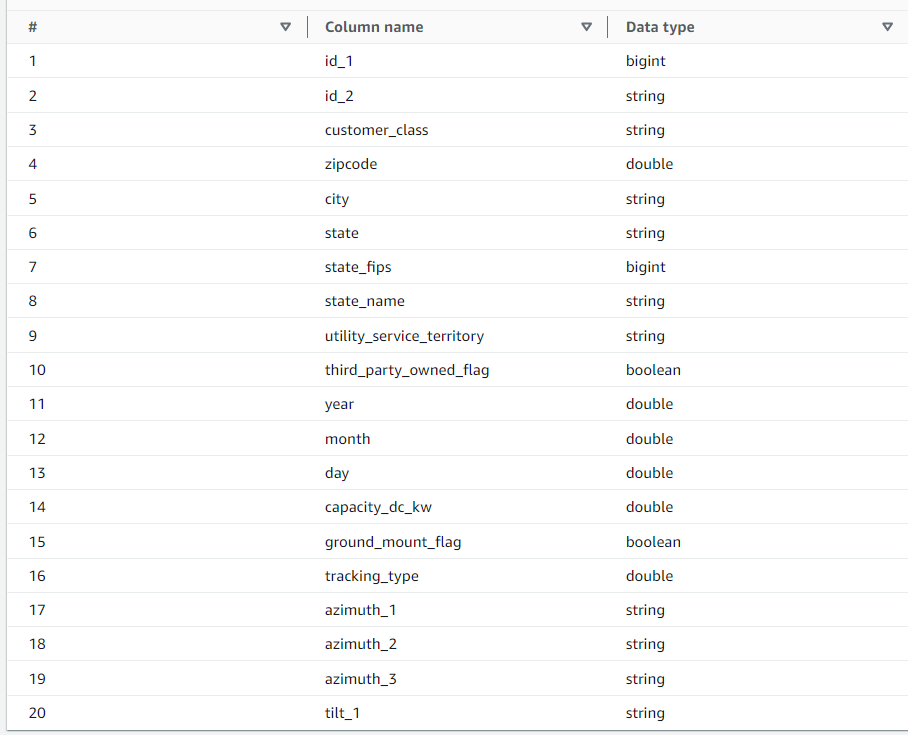 # Column name Data type
1 id_1 bigint
2 id_2 string
3 customer_class string
4 zipcode double
5 city string
6 state string
7 state_fips bigint
8 state_name string
9 utility_service_territory string
10 third_party_owned_flag boolean
11 year double
12 month double
13 day double
14 capacity_dc_kw double
15 ground_mount_flag boolean
16 tracking_type double
17 azimuth_1 string
18 azimuth_2 string
19 azimuth_3 string
20 tilt_1 string